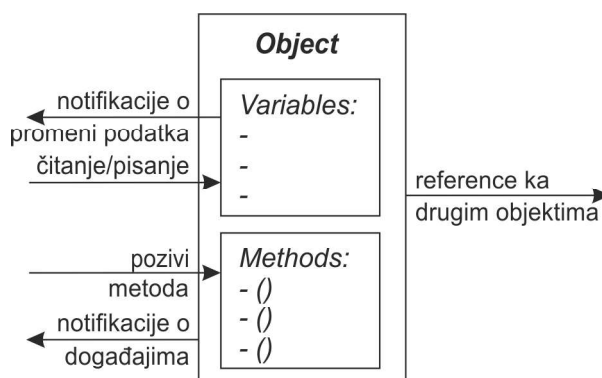 Object
notifikacije o
promeni podatka
čitanje/pisanje
Variables:
-
-
-
reference ka
drugim objektima
pozivi
metoda
notifikacije o
događajima
Methods:
- ()
- ()
- ()